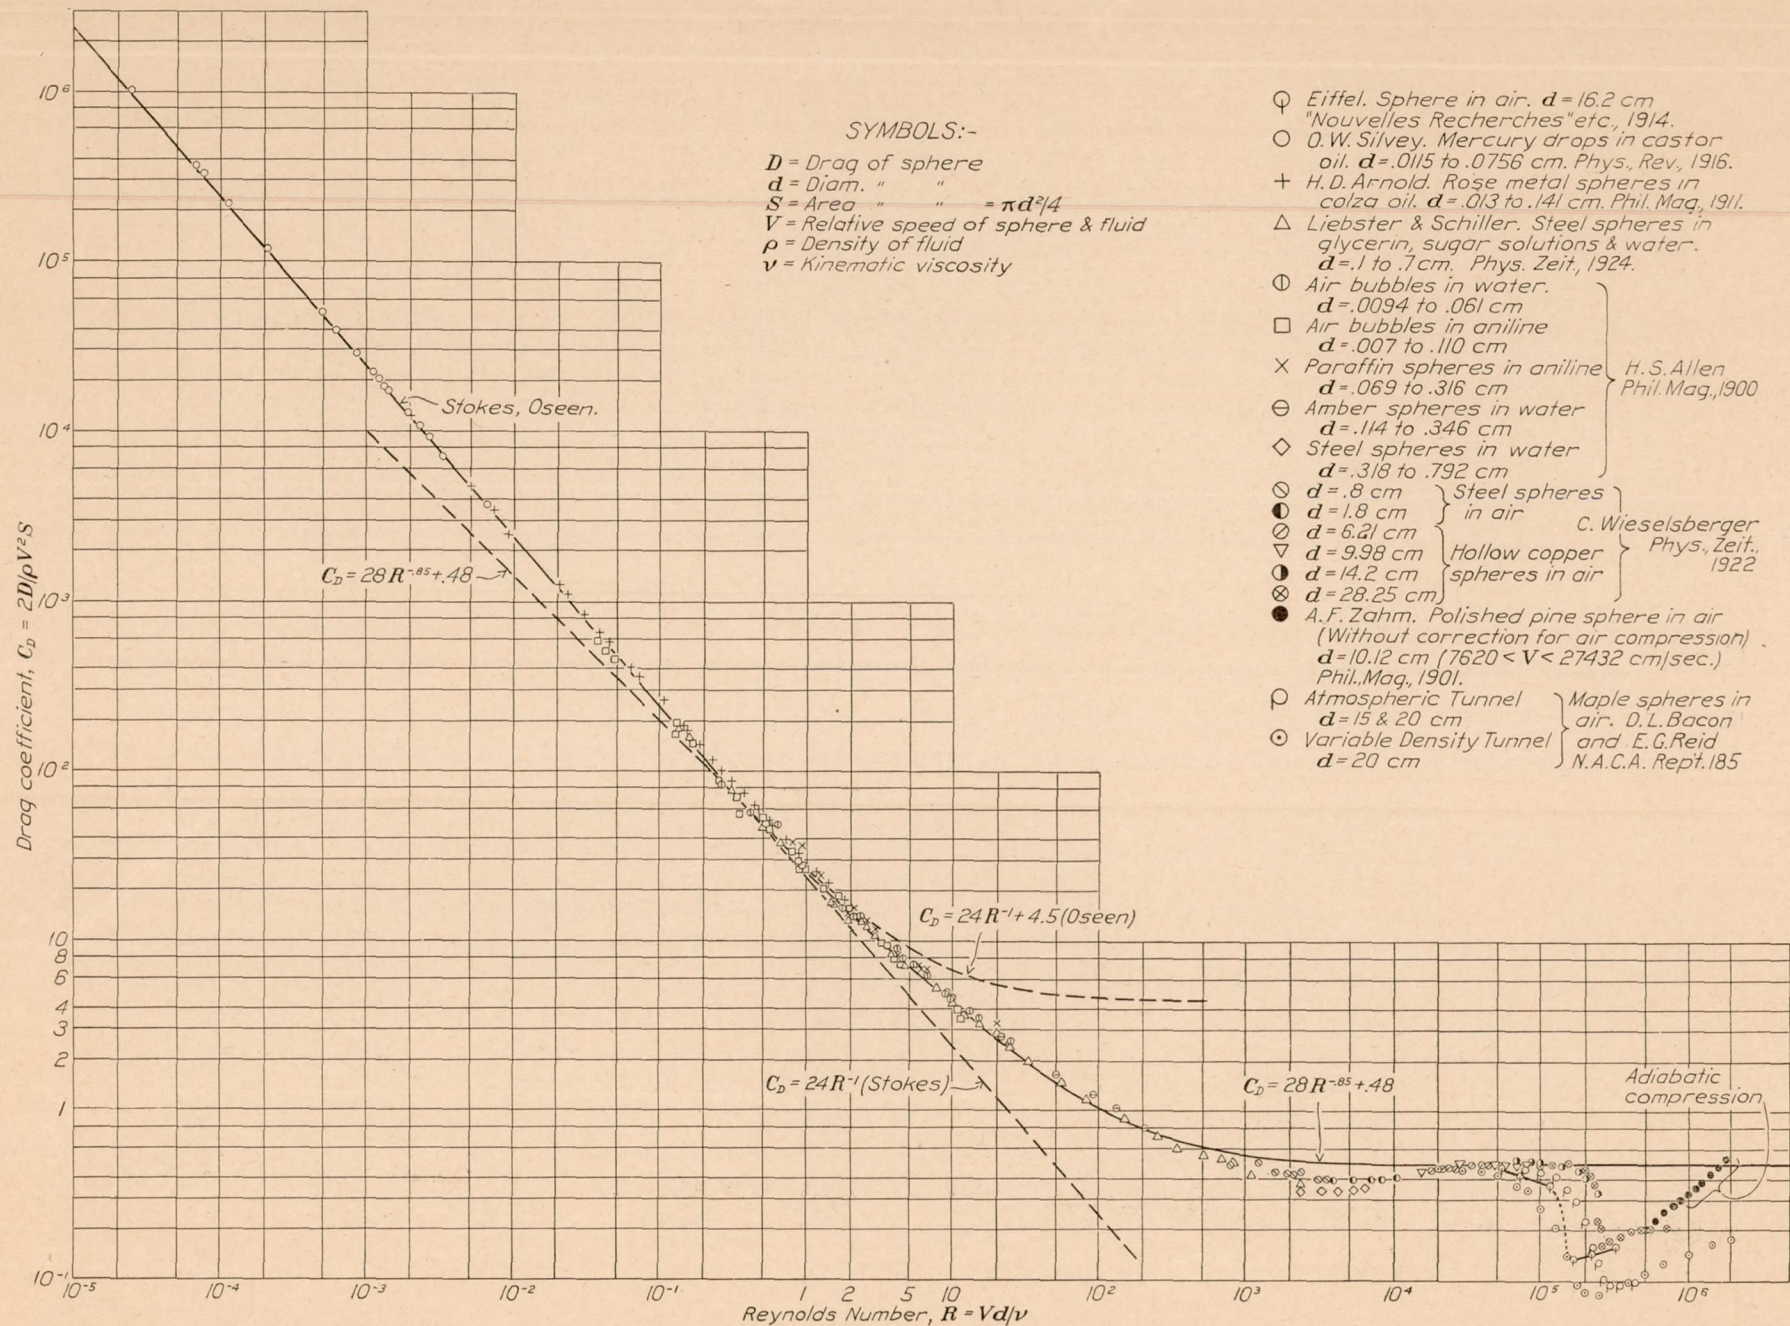 SYMBOLS:-
D = Drag of sphere
d = Diam. " "
S = Area " " = πd²/4
V = Relative speed of sphere & fluid
ρ = Density of fluid
ν = Kinematic viscosity
Eiffel. Sphere in air. d = 16.2 cm
"Nouvelles Recherches" etc., 1914.
O.W. Silvey. Mercury drops in castor
oil. d = .0115 to .0756 cm. Phys., Rev., 1916.
+ H.D. Arnold. Rose metal spheres in
colza oil. d = .013 to .141 cm. Phil. Mag., 1911.
Liebster & Schiller. Steel spheres in
glycerin, sugar solutions & water.
d = .1 to .7 cm. Phys. Zeit., 1924.
Air bubbles in water.
d = .0094 to .061 cm
Air bubbles in aniline
d = .007 to .110 cm
× Paraffin spheres in aniline
d = .069 to .316 cm
Amber spheres in water
d = .114 to .346 cm
Steel spheres in water
d = .318 to .792 cm
H.S. Allen
Phil. Mag., 1900
d = .8 cm
d = 1.8 cm
Steel spheres
in air
d = 6.21 cm
d = 9.98 cm
d = 14.2 cm
d = 28.25 cm
Hollow copper
spheres in air
C. Wieselsberger
Phys., Zeit.,
1922
A.F. Zahm. Polished pine sphere in air
(Without correction for air compression)
d = 10.12 cm (7620 < V < 27432 cm/sec.)
Phil. Mag., 1901.
Atmospheric Tunnel
d = 15 & 20 cm
Variable Density Tunnel
d = 20 cm
Maple spheres in
air. D.L. Bacon
and E.G. Reid
N.A.C.A. Rept. 185
Stokes, Oseen.
C_D = 28R^-.85 + .48
C_D = 24R^-1 + 4.5 (Oseen)
C_D = 24R^-1 (Stokes)
C_D = 28R^-.85 + .48
Adiabatic
compression
Drag coefficient, C_D = 2D/ρV²S
10⁶
10⁵
10⁴
10³
10²
10
8
6
4
3
2
1
10⁻¹
10⁻⁵ 10⁻⁴ 10⁻³ 10⁻² 10⁻¹ 1 2 5 10 10² 10³ 10⁴ 10⁵ 10⁶
Reynolds Number, R = Vd/ν